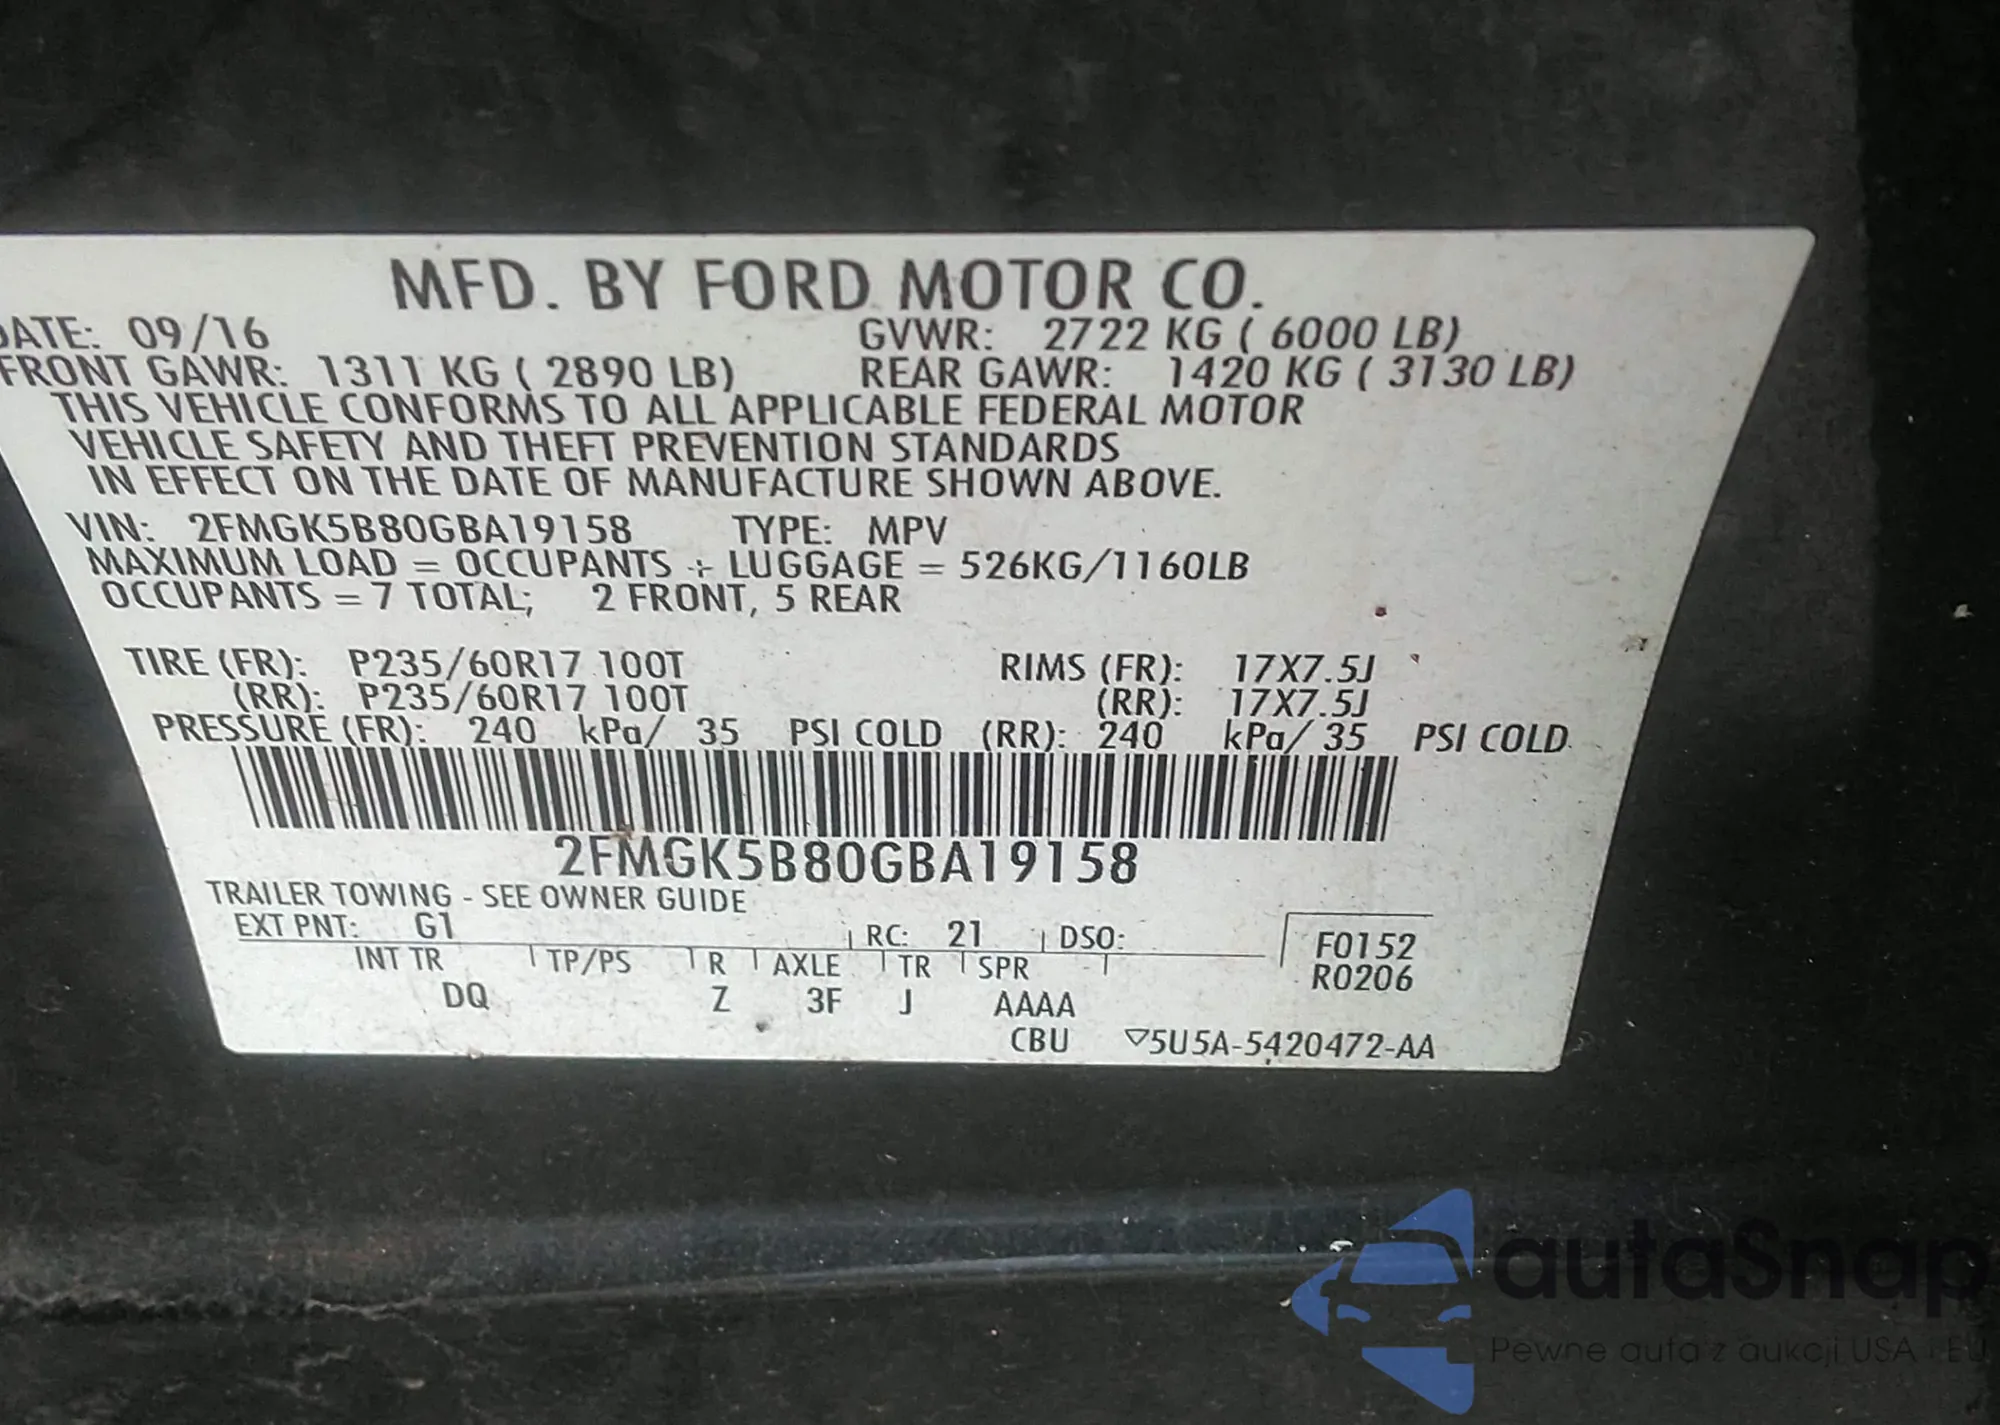 MFD. BY FORD MOTOR CO.
DATE: 09/16 GVWR: 2722 KG ( 6000 LB)
FRONT GAWR: 1311 KG ( 2890 LB) REAR GAWR: 1420 KG ( 3130 LB)
THIS VEHICLE CONFORMS TO ALL APPLICABLE FEDERAL MOTOR
VEHICLE SAFETY AND THEFT PREVENTION STANDARDS
IN EFFECT ON THE DATE OF MANUFACTURE SHOWN ABOVE.
VIN: 2FMGK5B80GBA19158 TYPE: MPV
MAXIMUM LOAD = OCCUPANTS + LUGGAGE = 526KG/1160LB
OCCUPANTS = 7 TOTAL; 2 FRONT, 5 REAR
TIRE (FR): P235/60R17 100T RIMS (FR): 17X7.5J
(RR): P235/60R17 100T (RR): 17X7.5J
PRESSURE (FR): 240 kPa/ 35 PSI COLD (RR): 240 kPa/ 35 PSI COLD
2FMGK5B80GBA19158
TRAILER TOWING - SEE OWNER GUIDE
EXT PNT: G1 RC: 21 DSO: F0152
INT TR TP/PS R AXLE TR SPR R0206
DQ Z 3F J AAAA
CBU ▽5U5A-5420472-AA
autaSnap
Pewne auta z aukcji USA i EU